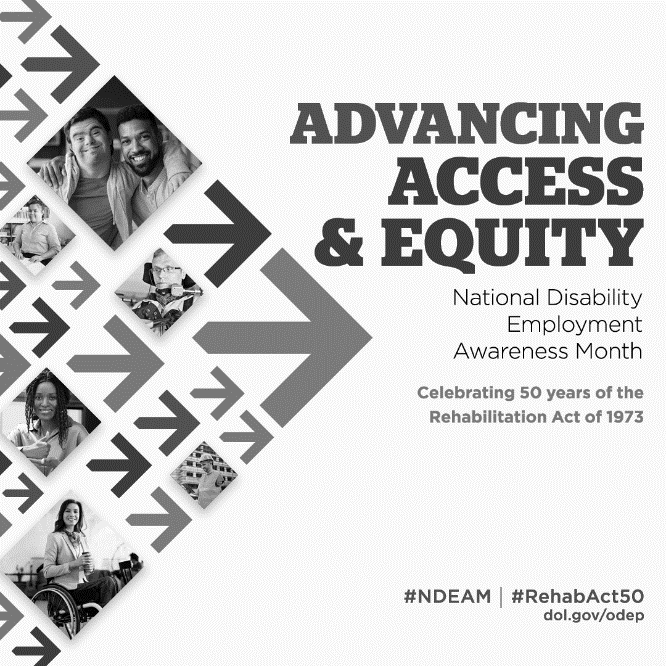 ADVANCING
ACCESS
& EQUITY
National Disability
Employment
Awareness Month
Celebrating 50 years of the
Rehabilitation Act of 1973
#NDEAM | #RehabAct50
dol.gov/odep